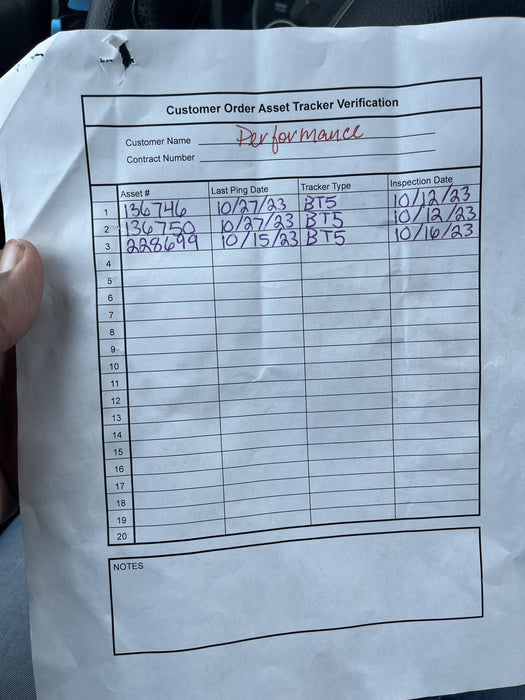 Customer Order Asset Tracker Verification
Customer Name Performance
Contract Number
Asset # Last Ping Date Tracker Type Inspection Date
1 136746 10/27/23 BT5 10/12/23
2 136750 10/27/23 BT5 10/12/23
3 228699 10/15/23 BT5 10/16/23
4
5
6
7
8
9
10
11
12
13
14
15
16
17
18
19
20
NOTES